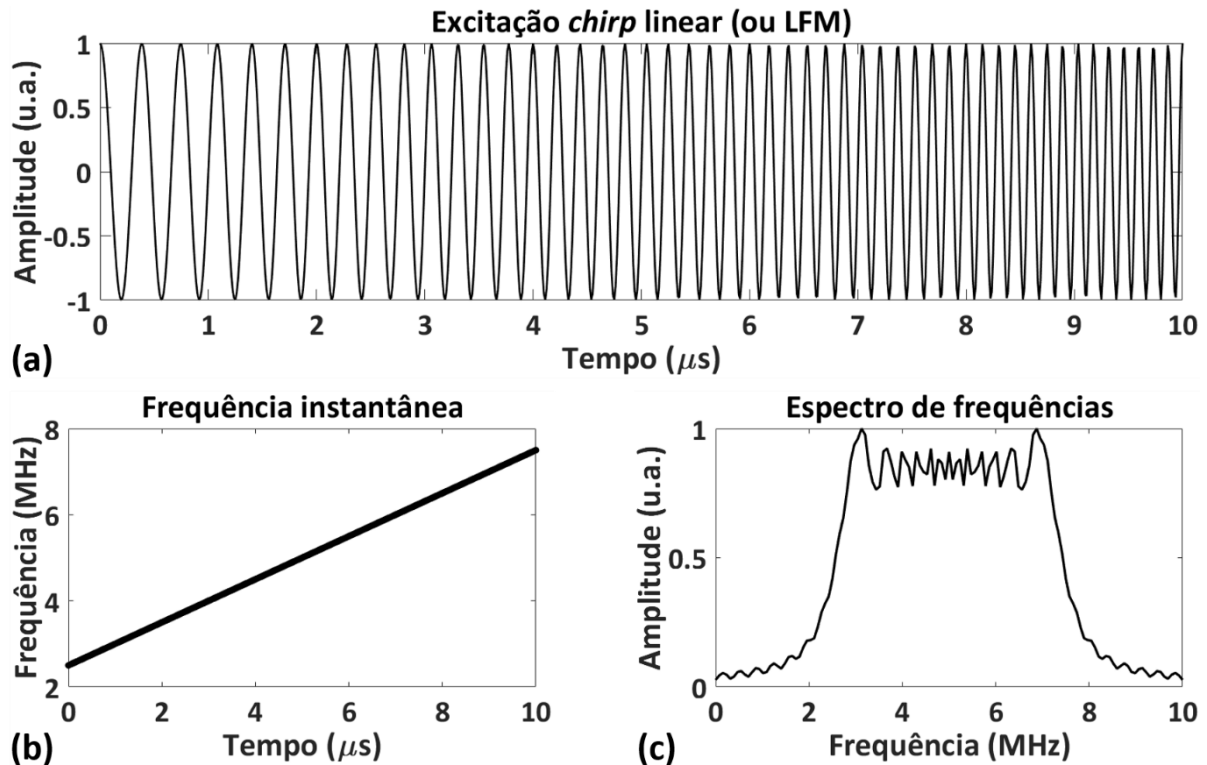 Excitação chirp linear (ou LFM)
Amplitude (u.a.)
1
0.5
0
-0.5
-1
0 1 2 3 4 5 6 7 8 9 10
Tempo (μs)
(a)
Frequência instantânea
Frequência (MHz)
8
6
4
2
0 2 4 6 8 10
Tempo (μs)
(b)
Espectro de frequências
Amplitude (u.a.)
1
0.5
0
0 2 4 6 8 10
Frequência (MHz)
(c)